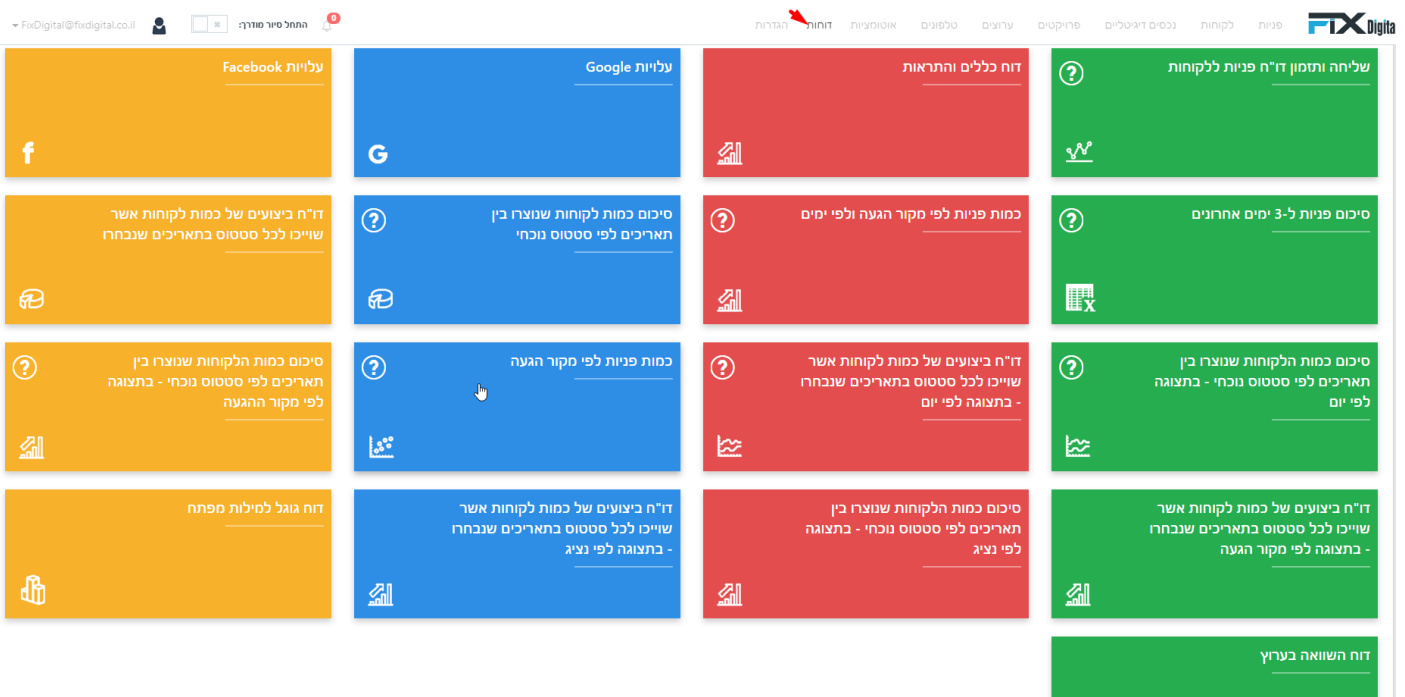 FIX Digita
פניות
לקוחות
נכסים דיגיטליים
פרויקטים
ערוצים
טלפונים
אוטומציות
דוחות
הגדרות
0
התחל סיור מודרך:
FixDigital@fixdigital.co.il
שליחה ותזמון דו"ח פניות ללקוחות
?
דוח כללים והתראות
עלויות Google
G
עלויות Facebook
f
סיכום פניות ל-3 ימים אחרונים
?
X
כמות פניות לפי מקור הגעה ולפי ימים
?
סיכום כמות לקוחות שנוצרו בין
תאריכים לפי סטטוס נוכחי
?
דו"ח ביצועים של כמות לקוחות אשר
שוייכו לכל סטטוס בתאריכים שנבחרו
סיכום כמות הלקוחות שנוצרו בין
תאריכים לפי סטטוס נוכחי - בתצוגה
לפי יום
?
דו"ח ביצועים של כמות לקוחות אשר
שוייכו לכל סטטוס בתאריכים שנבחרו
- בתצוגה לפי יום
?
כמות פניות לפי מקור הגעה
?
סיכום כמות הלקוחות שנוצרו בין
תאריכים לפי סטטוס נוכחי - בתצוגה
לפי מקור ההגעה
?
דו"ח ביצועים של כמות לקוחות אשר
שוייכו לכל סטטוס בתאריכים שנבחרו
- בתצוגה לפי מקור הגעה
סיכום כמות הלקוחות שנוצרו בין
תאריכים לפי סטטוס נוכחי - בתצוגה
לפי נציג
דו"ח ביצועים של כמות לקוחות אשר
שוייכו לכל סטטוס בתאריכים שנבחרו
- בתצוגה לפי נציג
דוח גוגל למילות מפתח
דוח השוואה בערוץ